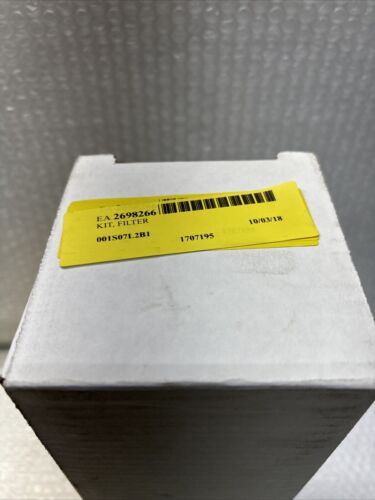 EA 2698266
KIT, FILTER
10/03/18
001S07L2B1 1707195